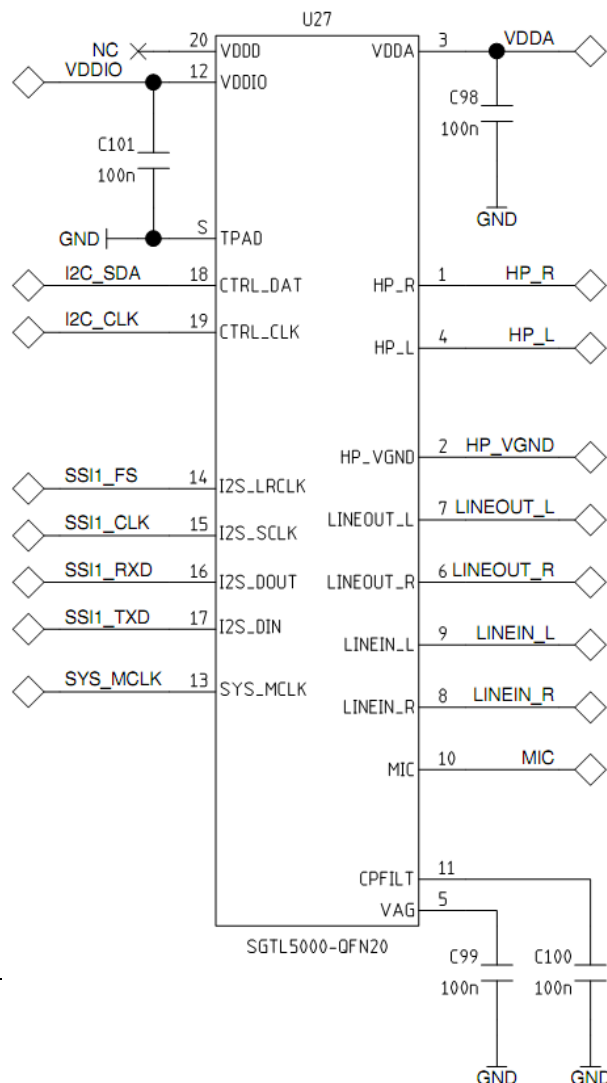 U27
NC 20 VDDD VDDA 3 VDDA
VDDIO 12 VDDIO
C98
100n
C101
100n
GND
GND S TPAD
I2C_SDA 18 CTRL_DAT HP_R 1 HP_R
I2C_CLK 19 CTRL_CLK HP_L 4 HP_L
HP_VGND 2 HP_VGND
SSI1_FS 14 I2S_LRCLK
LINEOUT_L 7 LINEOUT_L
SSI1_CLK 15 I2S_SCLK
SSI1_RXD 16 I2S_DOUT LINEOUT_R 6 LINEOUT_R
SSI1_TXD 17 I2S_DIN
LINEIN_L 9 LINEIN_L
SYS_MCLK 13 SYS_MCLK
LINEIN_R 8 LINEIN_R
MIC 10 MIC
CPFILT 11
VAG 5
SGTL5000-QFN20
C99 C100
100n 100n
GND GND